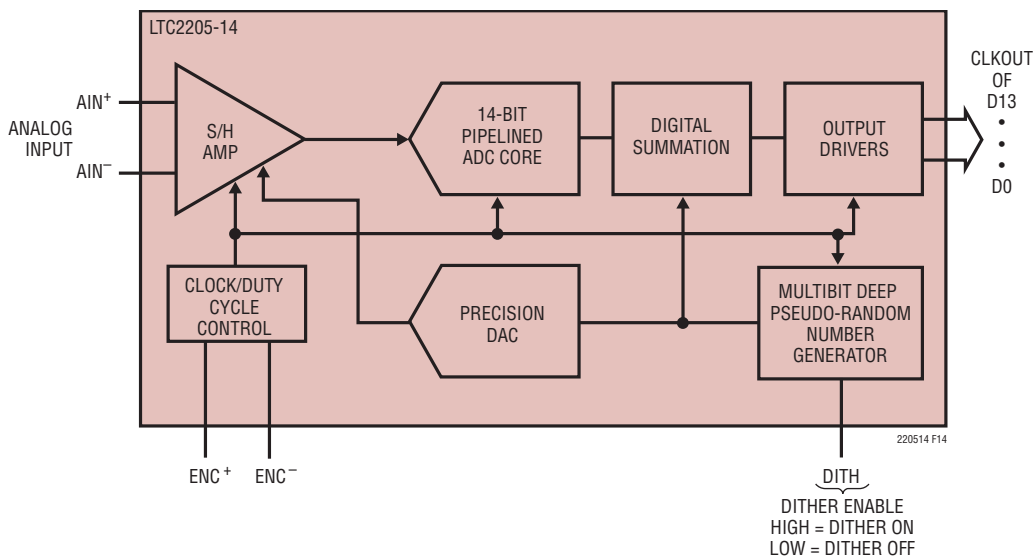 LTC2205-14
AIN+
ANALOG
INPUT
AIN−
S/H
AMP
14-BIT
PIPELINED
ADC CORE
DIGITAL
SUMMATION
OUTPUT
DRIVERS
CLKOUT
OF
D13
•
•
•
D0
CLOCK/DUTY
CYCLE
CONTROL
PRECISION
DAC
MULTIBIT DEEP
PSEUDO-RANDOM
NUMBER
GENERATOR
220514 F14
ENC+ ENC−
DITH
DITHER ENABLE
HIGH = DITHER ON
LOW = DITHER OFF